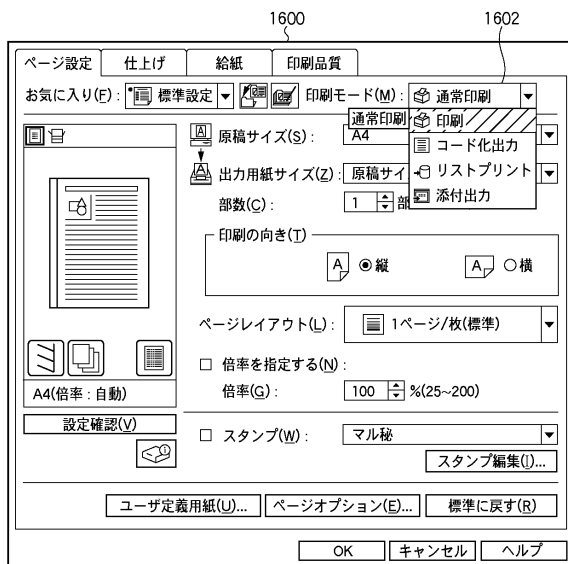 1600
1602
ページ設定 仕上げ 給紙 印刷品質
お気に入り(F): 標準設定 印刷モード(M): 通常印刷
通常印刷 印刷
コード化出力
リストプリント
添付出力
原稿サイズ(S): A4
出力用紙サイズ(Z): 原稿サイ
部数(C): 1 部
印刷の向き(T)
A 縦 A 横
ページレイアウト(L): 1ページ/枚(標準)
倍率を指定する(N):
倍率(G): 100 %(25~200)
A4(倍率:自動)
設定確認(V)
スタンプ(W): マル秘
スタンプ編集(I)...
ユーザ定義用紙(U)... ページオプション(E)... 標準に戻す(R)
OK キャンセル ヘルプ